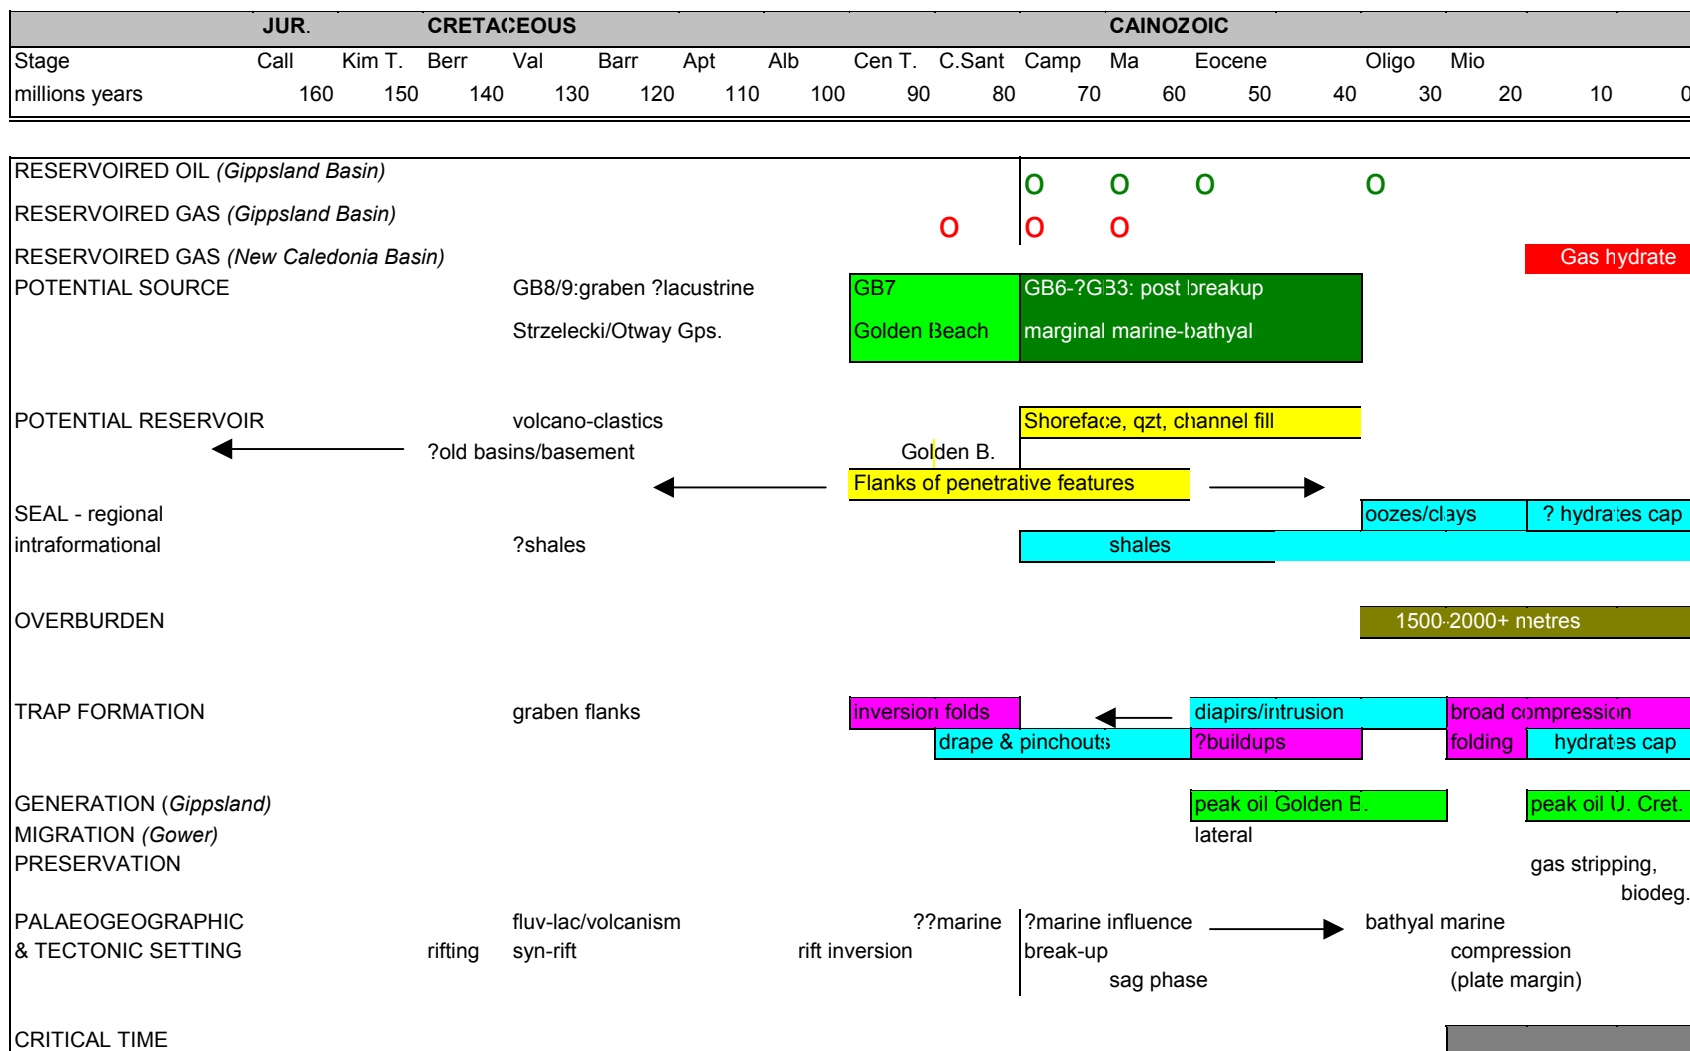 JUR. CRETACEOUS CAINOZOIC
Stage Call Kim T. Berr Val Barr Apt Alb Cen T. C.Sant Camp Ma Eocene Oligo Mio
millions years 160 150 140 130 120 110 100 90 80 70 60 50 40 30 20 10 0
RESERVOIRED OIL (Gippsland Basin) O O O O
RESERVOIRED GAS (Gippsland Basin) O O O
RESERVOIRED GAS (New Caledonia Basin) Gas hydrate
POTENTIAL SOURCE GB8/9:graben ?lacustrine GB7 GB6-?GB3: post breakup
Strzelecki/Otway Gps. Golden Beach marginal marine-bathyal
POTENTIAL RESERVOIR volcano-clastics Shoreface, qzt, channel fill
?old basins/basement Golden B.
Flanks of penetrative features
SEAL - regional oozes/clays ? hydrates cap
intraformational ?shales shales
OVERBURDEN 1500-2000+ metres
TRAP FORMATION graben flanks inversion folds diapirs/intrusion broad compression
drape & pinchouts ?buildups folding hydrates cap
GENERATION (Gippsland) peak oil Golden B. peak oil U. Cret.
MIGRATION (Gower) lateral
PRESERVATION gas stripping,
biodeg.
PALAEOGEOGRAPHIC fluv-lac/volcanism ??marine ?marine influence bathyal marine
& TECTONIC SETTING rifting syn-rift rift inversion break-up compression
sag phase (plate margin)
CRITICAL TIME